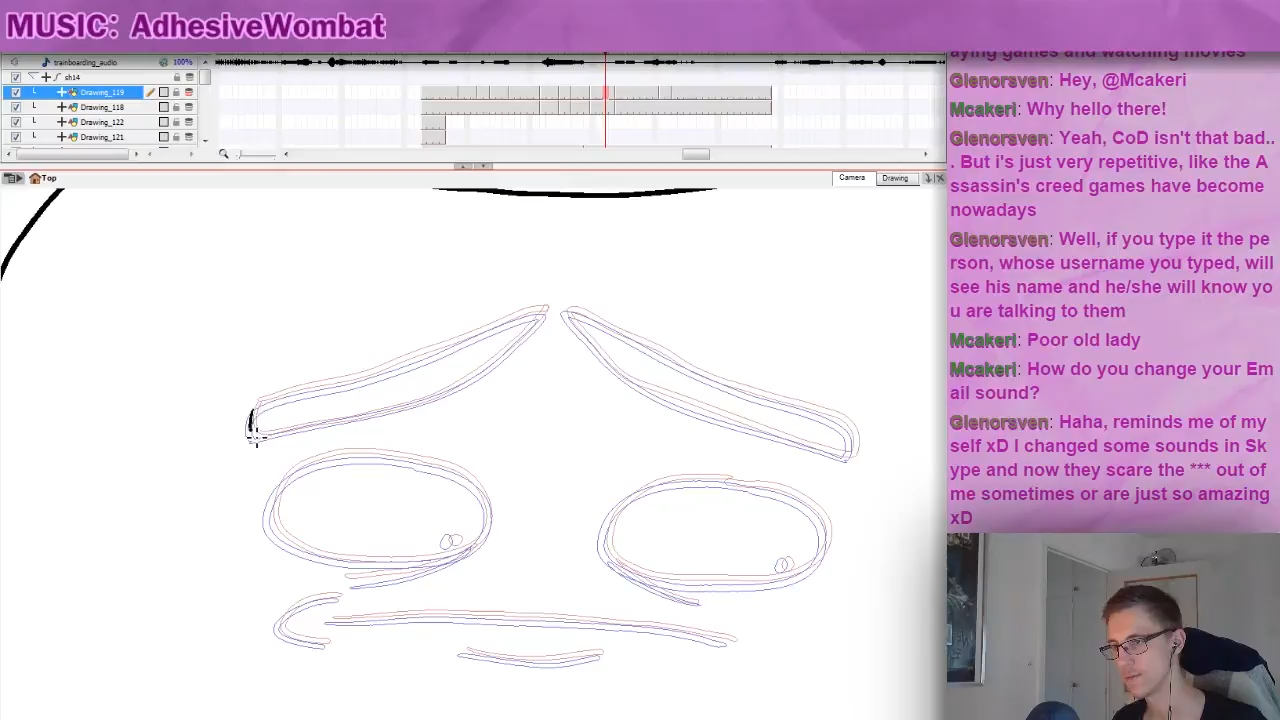 MUSIC: AdhesiveWombat
trainboarding_audio 100%
sh14
Drawing_119
Drawing_118
Drawing_122
Drawing_121
Top
Camera Drawing
aying games and watching movies
Glenorsven: Hey, @Mcakeri
Mcakeri: Why hello there!
Glenorsven: Yeah, CoD isn't that bad..
. But i's just very repetitive, like the A
ssassin's creed games have become
nowadays
Glenorsven: Well, if you type it the pe
rson, whose username you typed, will
see his name and he/she will know yo
u are talking to them
Mcakeri: Poor old lady
Mcakeri: How do you change your Em
ail sound?
Glenorsven: Haha, reminds me of my
self xD I changed some sounds in Sk
ype and now they scare the *** out of
me sometimes or are just so amazing
xD